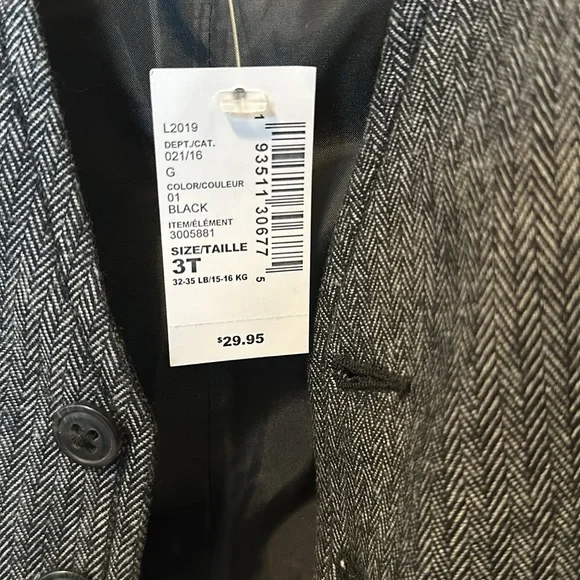 L2019
DEPT./CAT.
021/16
G
COLOR/COULEUR
01
BLACK
ITEM/ÉLÉMENT
3005881
SIZE/TAILLE
3T
32-35 LB/15-16 KG
1 93511 30677 5
$29.95